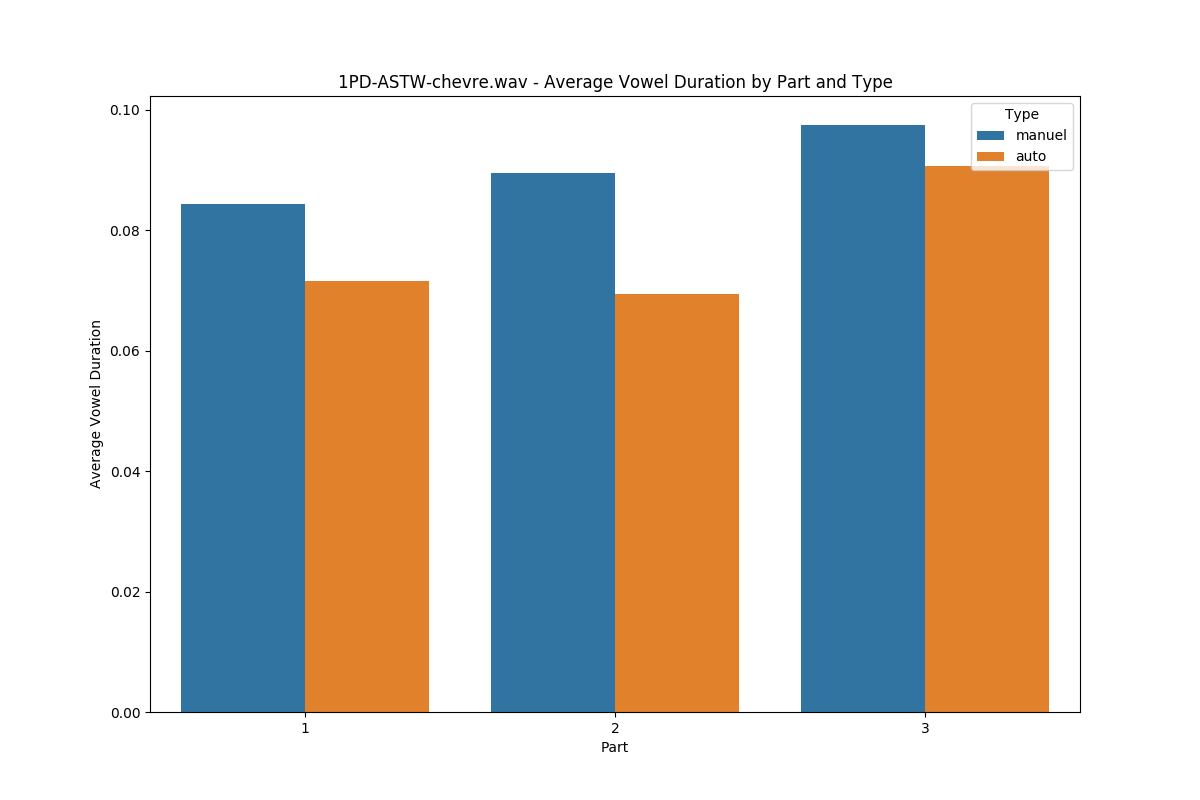 1PD-ASTW-chevre.wav - Average Vowel Duration by Part and Type
Type
manuel
auto
0.10
0.08
0.06
0.04
0.02
0.00
Average Vowel Duration
1 2 3
Part